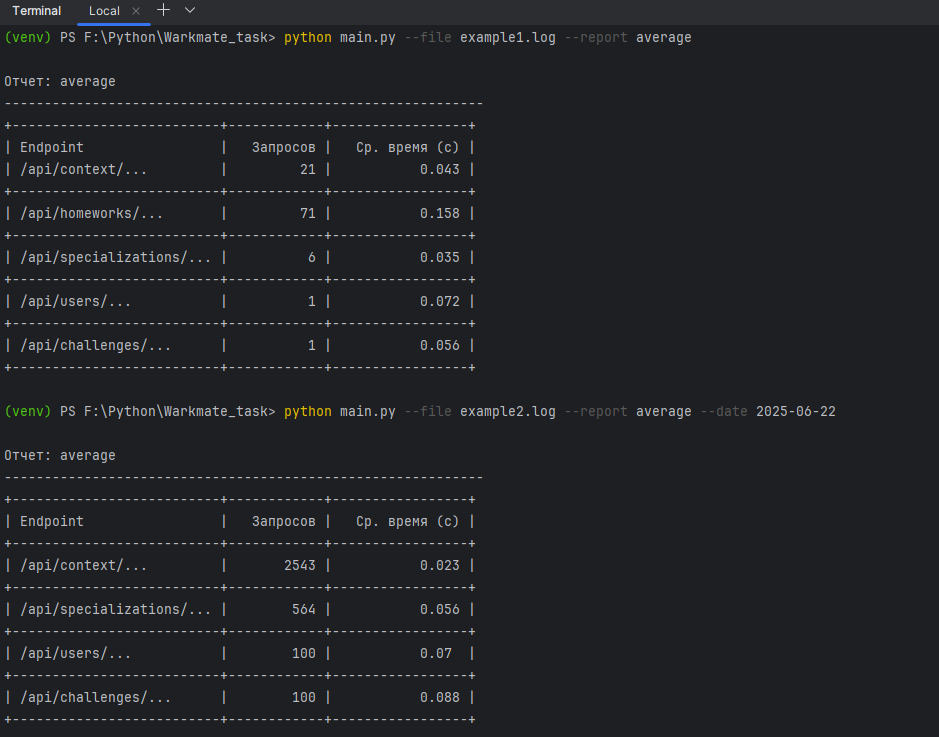 Terminal Local × + ∨
(venv) PS F:\Python\Warkmate_task> python main.py --file example1.log --report average
Отчет: average
------------------------------------------------------------
+--------------------------+------------+-----------------+
| Endpoint                 |   Запросов |   Ср. время (с) |
| /api/context/...         |         21 |           0.043 |
+--------------------------+------------+-----------------+
| /api/homeworks/...       |         71 |           0.158 |
+--------------------------+------------+-----------------+
| /api/specializations/... |          6 |           0.035 |
+--------------------------+------------+-----------------+
| /api/users/...           |          1 |           0.072 |
+--------------------------+------------+-----------------+
| /api/challenges/...      |          1 |           0.056 |
+--------------------------+------------+-----------------+
(venv) PS F:\Python\Warkmate_task> python main.py --file example2.log --report average --date 2025-06-22
Отчет: average
------------------------------------------------------------
+--------------------------+------------+-----------------+
| Endpoint                 |   Запросов |   Ср. время (с) |
+--------------------------+------------+-----------------+
| /api/context/...         |       2543 |           0.023 |
+--------------------------+------------+-----------------+
| /api/specializations/... |        564 |           0.056 |
+--------------------------+------------+-----------------+
| /api/users/...           |        100 |           0.07  |
+--------------------------+------------+-----------------+
| /api/challenges/...      |        100 |           0.088 |
+--------------------------+------------+-----------------+